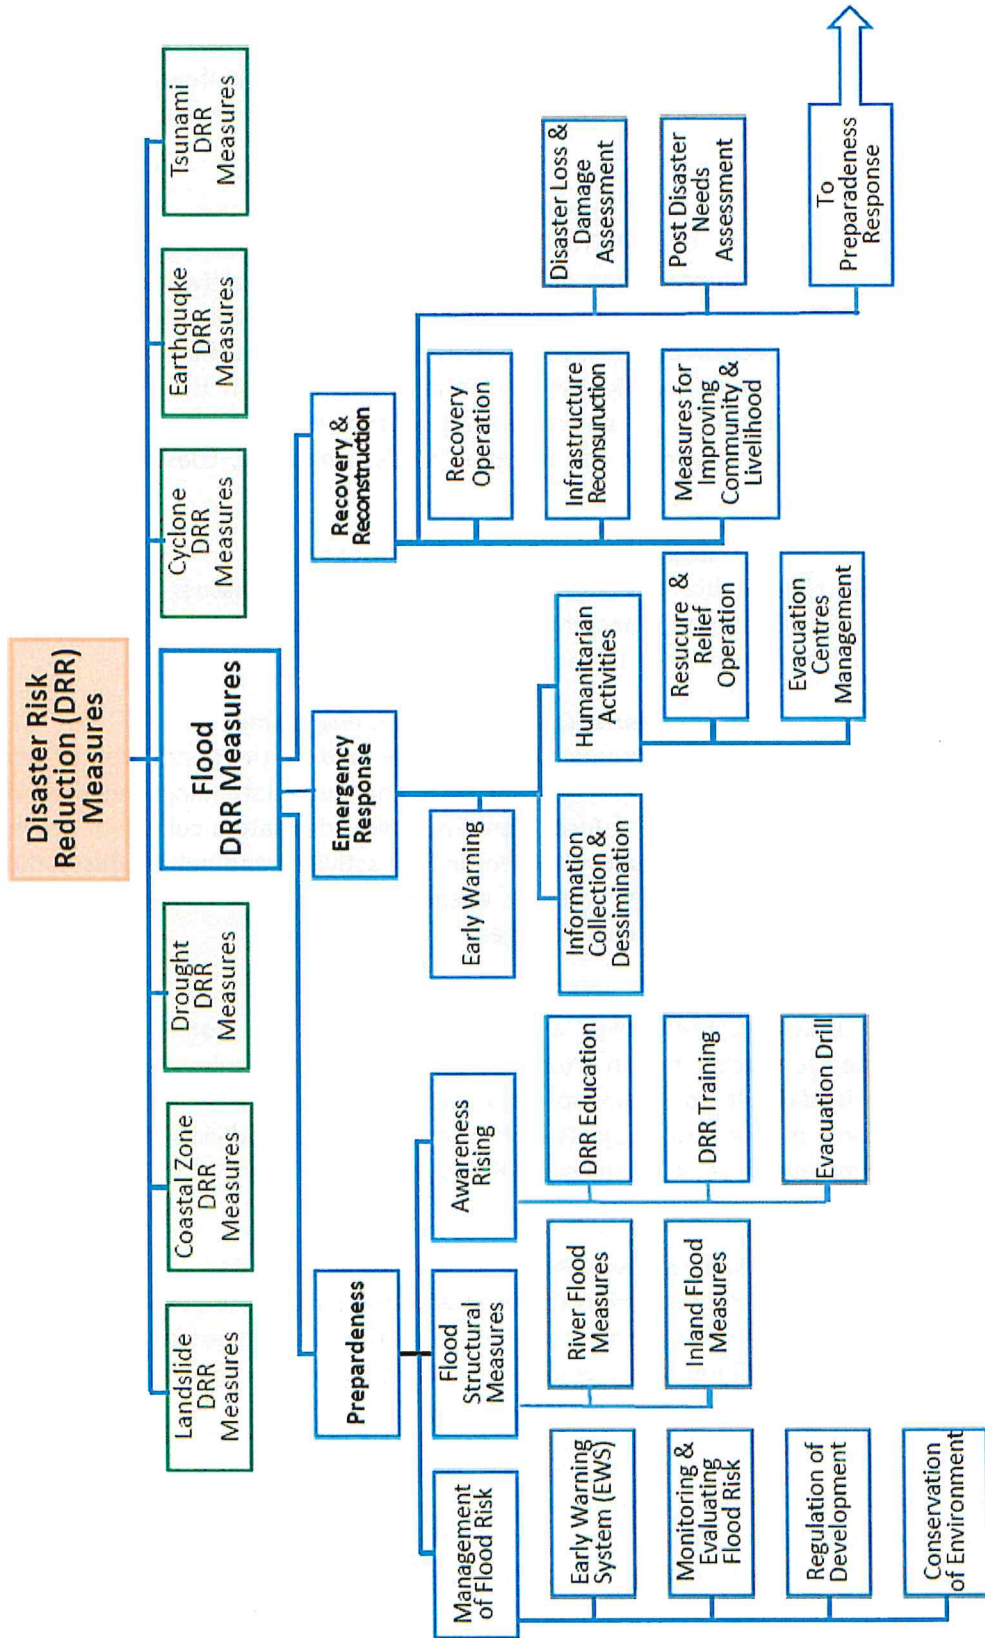 Disaster Risk
Reduction (DRR)
Measures
Landslide
DRR
Measures
Coastal Zone
DRR
Measures
Drought
DRR
Measures
Flood
DRR Measures
Cyclone
DRR
Measures
Earthquqke
DRR
Measures
Tsunami
DRR
Measures
Prepardeness
Emergency
Response
Recovery &
Reconstruction
Management
of Flood Risk
Flood
Structural
Measures
Awareness
Rising
Early Warning
System (EWS)
Monitoring &
Evaluating
Flood Risk
Regulation of
Development
Conservation
of Environment
River Flood
Measures
Inland Flood
Measures
DRR Education
DRR Training
Evacuation Drill
Early Warning
Information
Collection &
Dessimination
Humanitarian
Activities
Resucure &
Relief
Operation
Evacuation
Centres
Management
Recovery
Operation
Infrastructure
Reconsunuction
Measures for
Improving
Community &
Livelihood
Disaster Loss &
Damage
Assessment
Post Disaster
Needs
Assessment
To
Preparadeness
Response